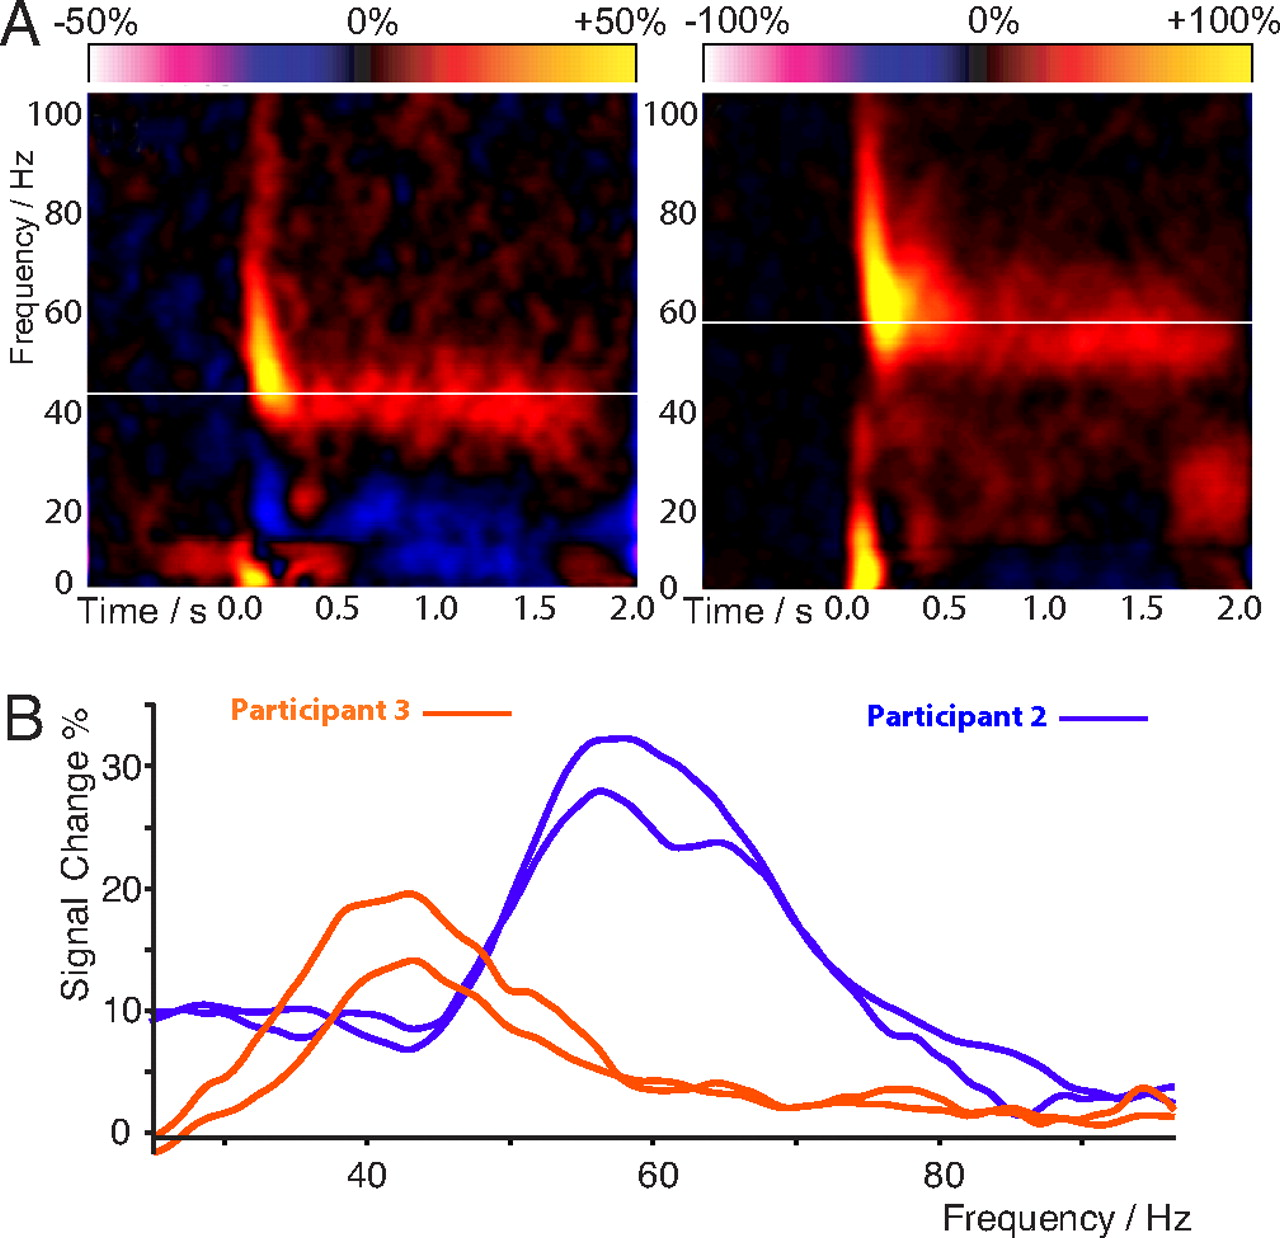 A -50% 0% +50% -100% 0% +100%
100 100
80 80
60 60
40 40
20 20
0 0
Frequency / Hz
Time / s 0.0 0.5 1.0 1.5 2.0 Time / s 0.0 0.5 1.0 1.5 2.0
B Participant 3 Participant 2
Signal Change %
30
20
10
0
40 60 80
Frequency / Hz